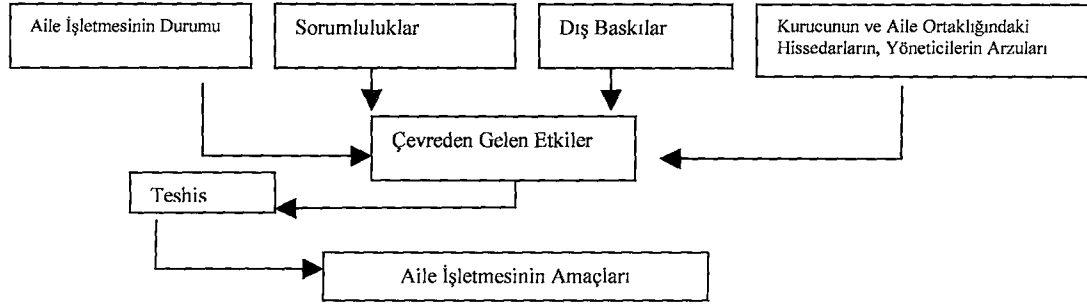 Aile İşletmesinin Durumu
Sorumluluklar
Dış Baskılar
Kurucunun ve Aile Ortaklığındaki
Hissedarların, Yöneticilerin Arzuları
Çevreden Gelen Etkiler
Teshis
Aile İşletmesinin Amaçları